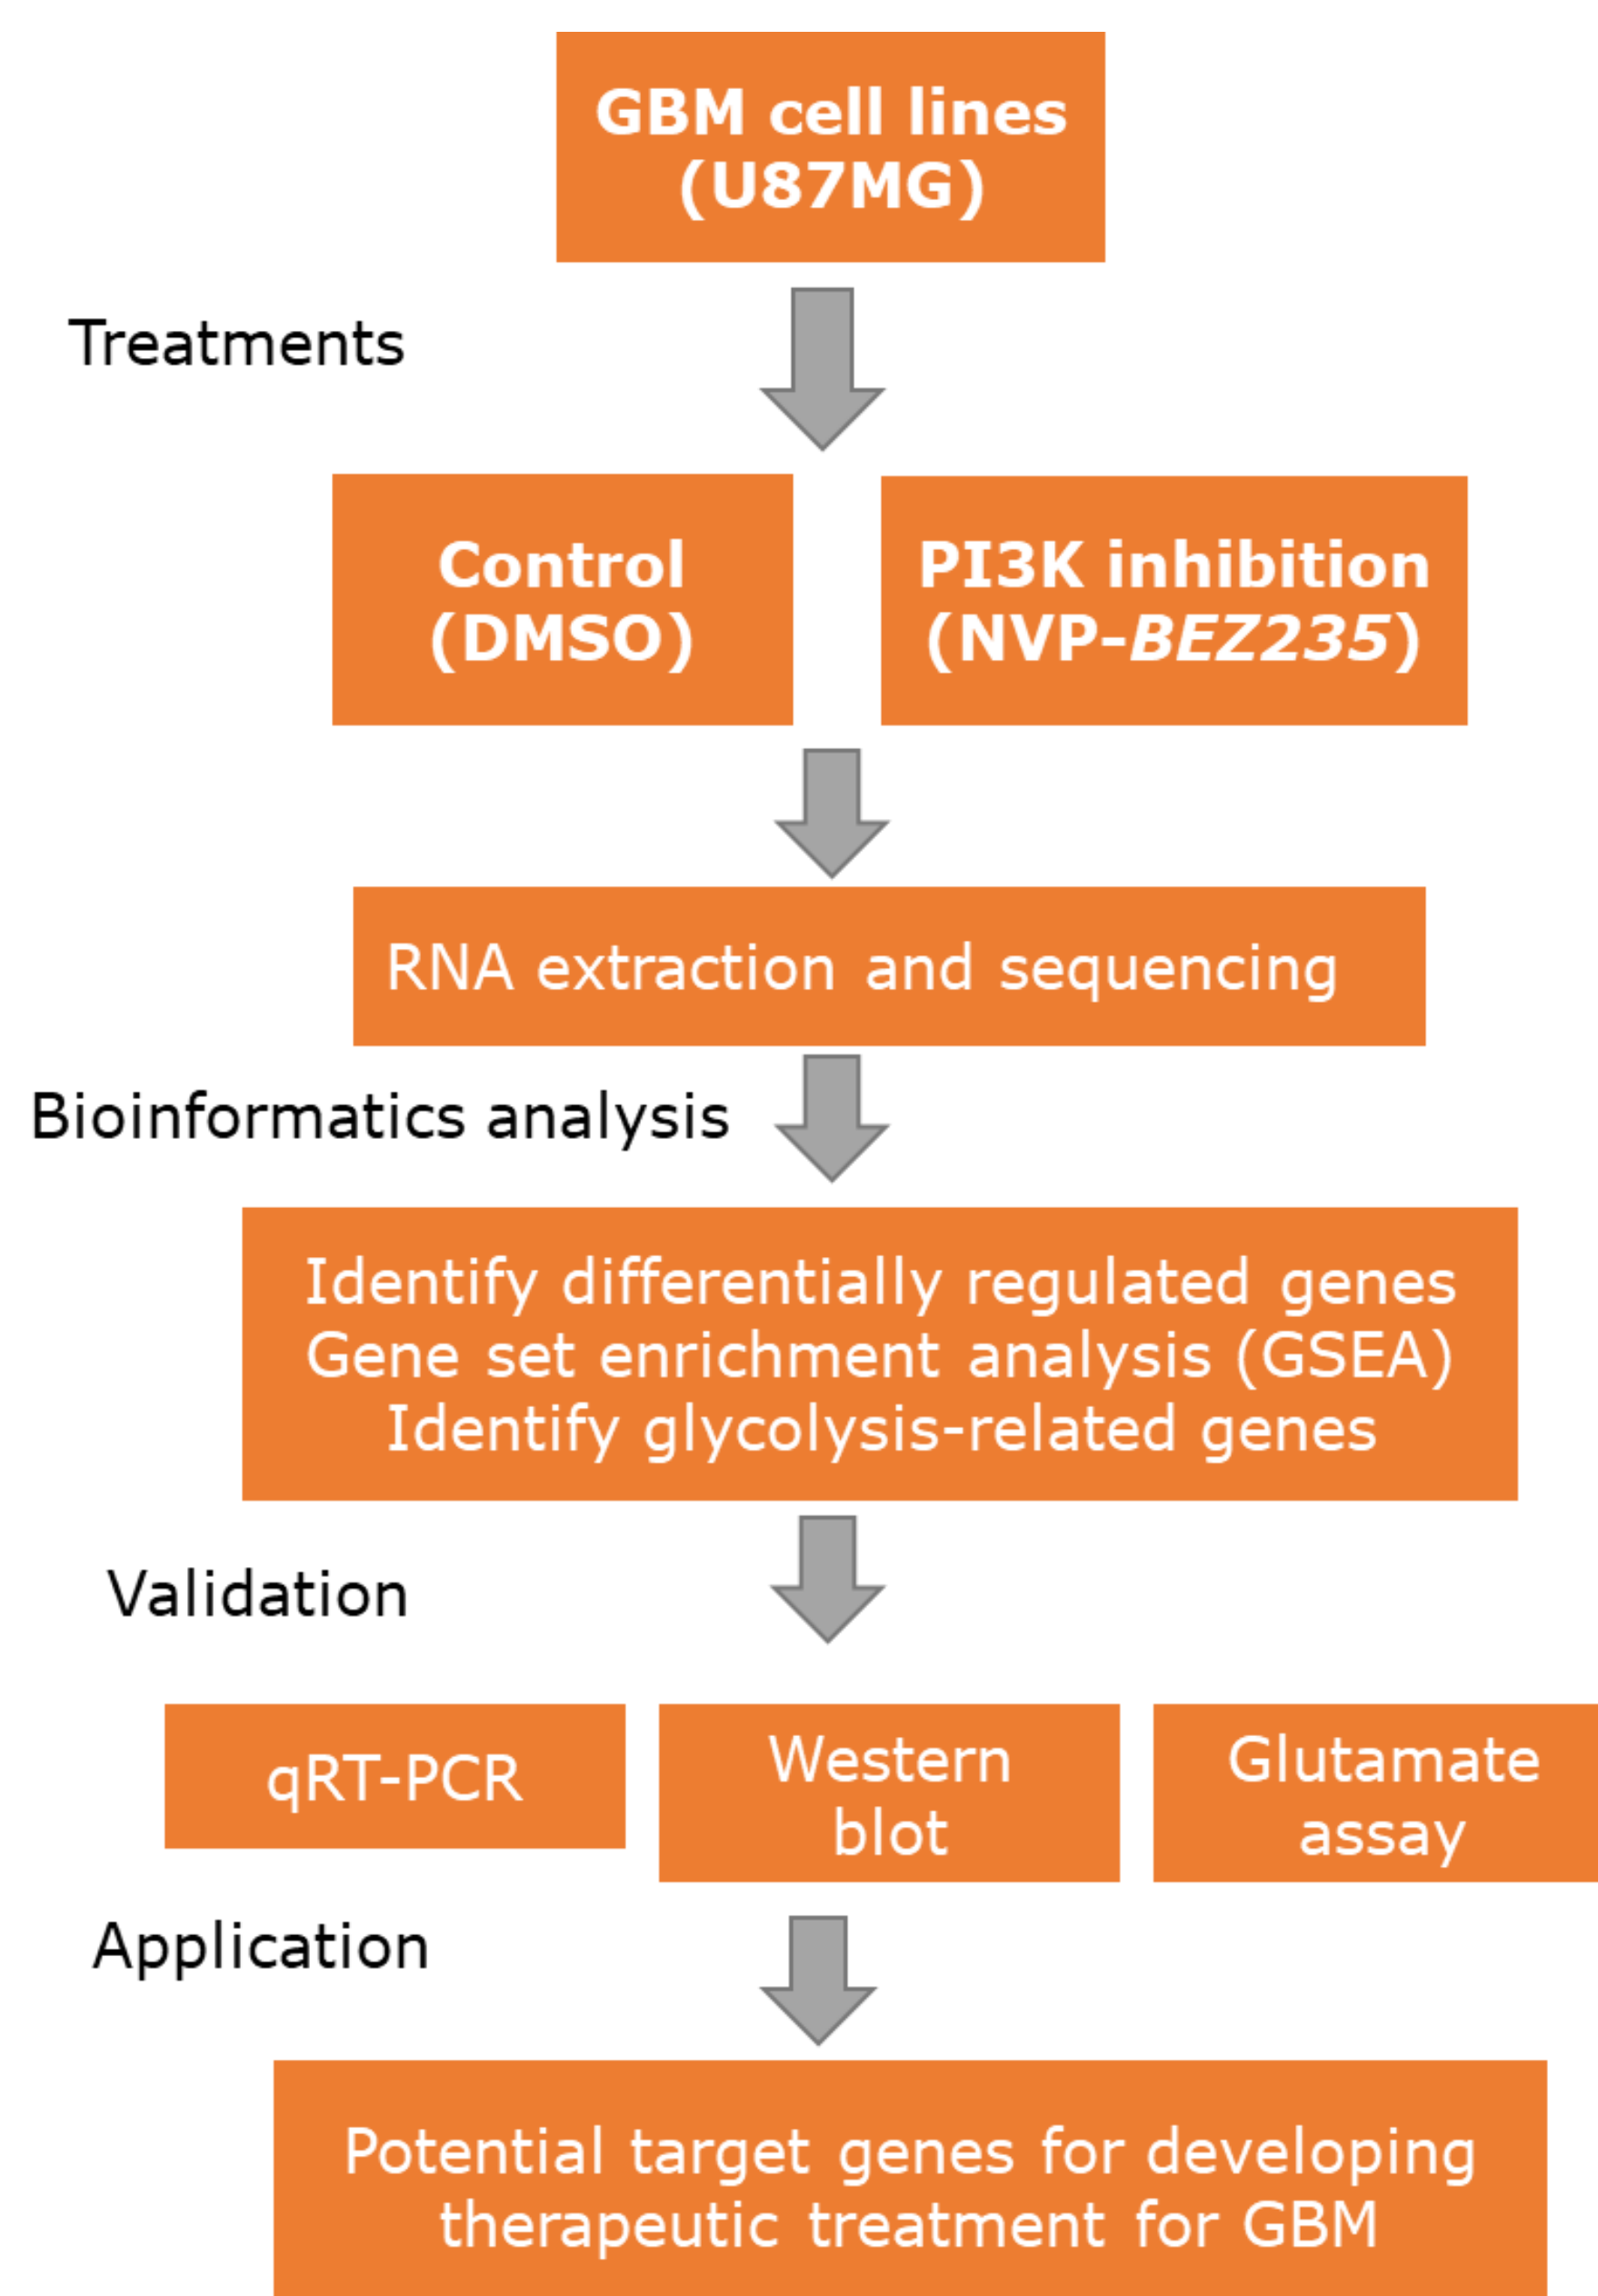 GBM cell lines
(U87MG)
Treatments
Control
(DMSO)
PI3K inhibition
(NVP-BEZ235)
RNA extraction and sequencing
Bioinformatics analysis
Identify differentially regulated genes
Gene set enrichment analysis (GSEA)
Identify glycolysis-related genes
Validation
qRT-PCR
Western
blot
Glutamate
assay
Application
Potential target genes for developing
therapeutic treatment for GBM